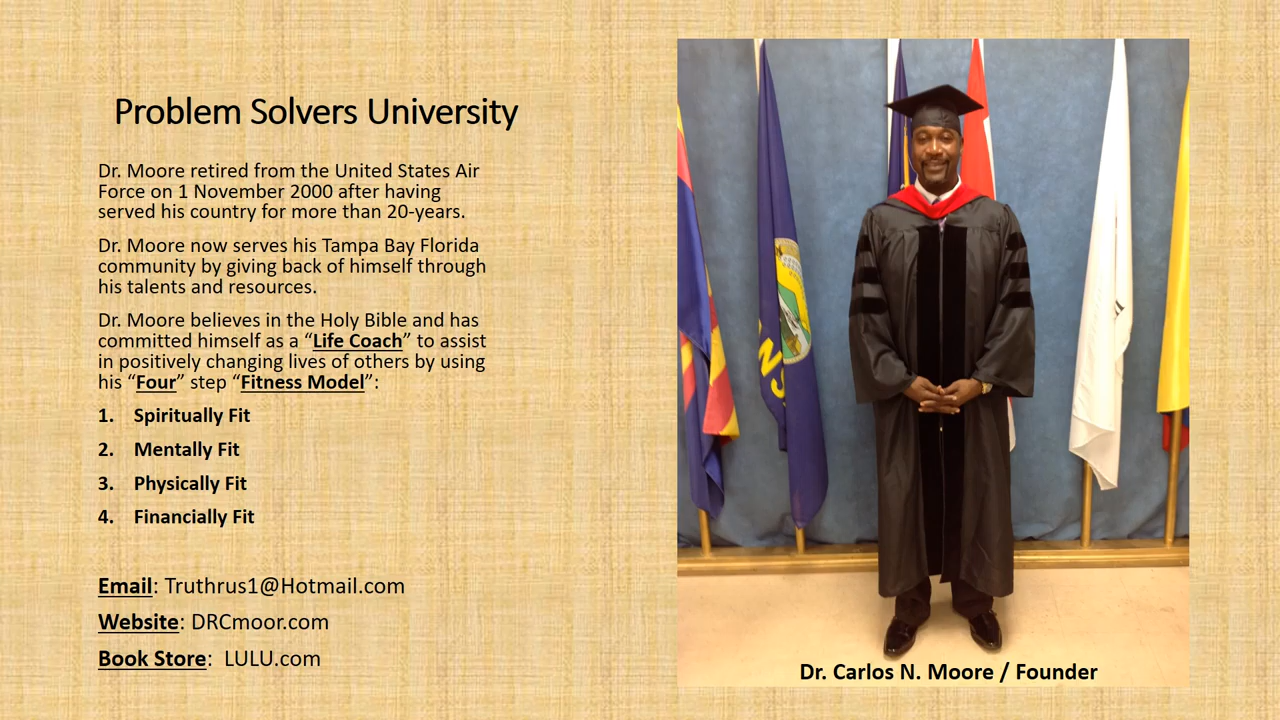 Problem Solvers University
Dr. Moore retired from the United States Air
Force on 1 November 2000 after having
served his country for more than 20-years.
Dr. Moore now serves his Tampa Bay Florida
community by giving back of himself through
his talents and resources.
Dr. Moore believes in the Holy Bible and has
committed himself as a “Life Coach” to assist
in positively changing lives of others by using
his “Four” step “Fitness Model”:
1. Spiritually Fit
2. Mentally Fit
3. Physically Fit
4. Financially Fit
Email: Truthrus1@Hotmail.com
Website: DRCmoor.com
Book Store:  LULU.com
Dr. Carlos N. Moore / Founder